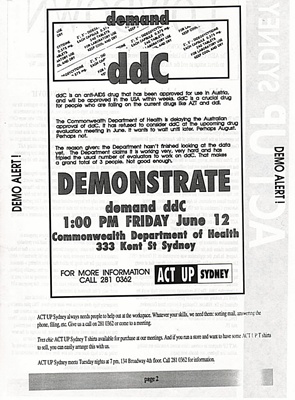 demand
ddC
ddC is an anti-AIDS drug that has been approved for use in Austria,
and will be approved in the USA within weeks. ddC is a crucial drug
for people who are failing on the current drugs like AZT and ddI.
The Commonwealth Department of Health is delaying the Australian
approval of ddC. It has refused to consider ddC at the upcoming drug
evaluation meeting in June. It wants to wait until later. Perhaps August.
Perhaps not.
The reason given: the Department hasn't finished looking at the data
yet. The Department claims it is working very, very hard and has
tripled the usual number of evaluators to work on ddC. That makes
a grand total of 3 people. Not good enough.
DEMONSTRATE
demand ddC
1:00 PM FRIDAY June 12
Commonwealth Department of Health
333 Kent St Sydney
FOR MORE INFORMATION
CALL 281 0362
ACT UP SYDNEY
DEMO ALERT!
DEMO ALERT!
ACT UP SYDNEY
ACT UP Sydney always needs people to help out at the workspace. Whatever your skills, we need them: sorting mail, answering the
phone, filing, etc. Give us a call on 281 0362 or come to a meeting.
Tres chic ACT UP Sydney T shirts available for purchase at our meetings. And if you run a store and want to have some ACT UP T shirts
to sell, you can easily arrange this with us.
ACT UP Sydney meets Tuesday nights at 7 pm, 134 Broadway 4th floor. Call 281 0362 for information.
page 2